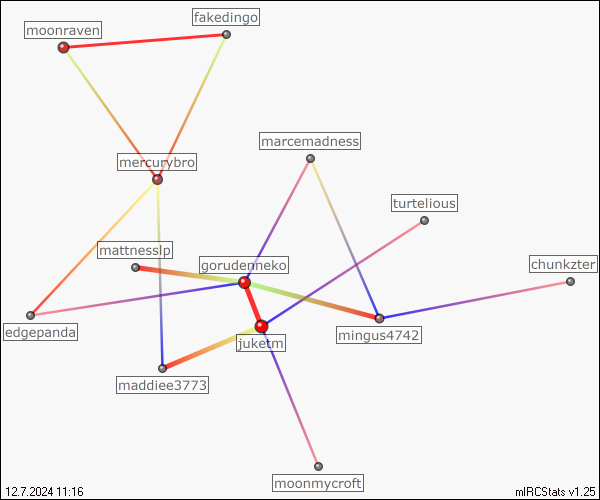 fakedingo
moonraven
marcemadness
mercurybro
turtelious
mattnesslp
gorudenneko
chunkzter
edgepanda
mingus4742
juketm
maddiee3773
moonmycroft
12.7.2024 11:16
mIRCStats v1.25